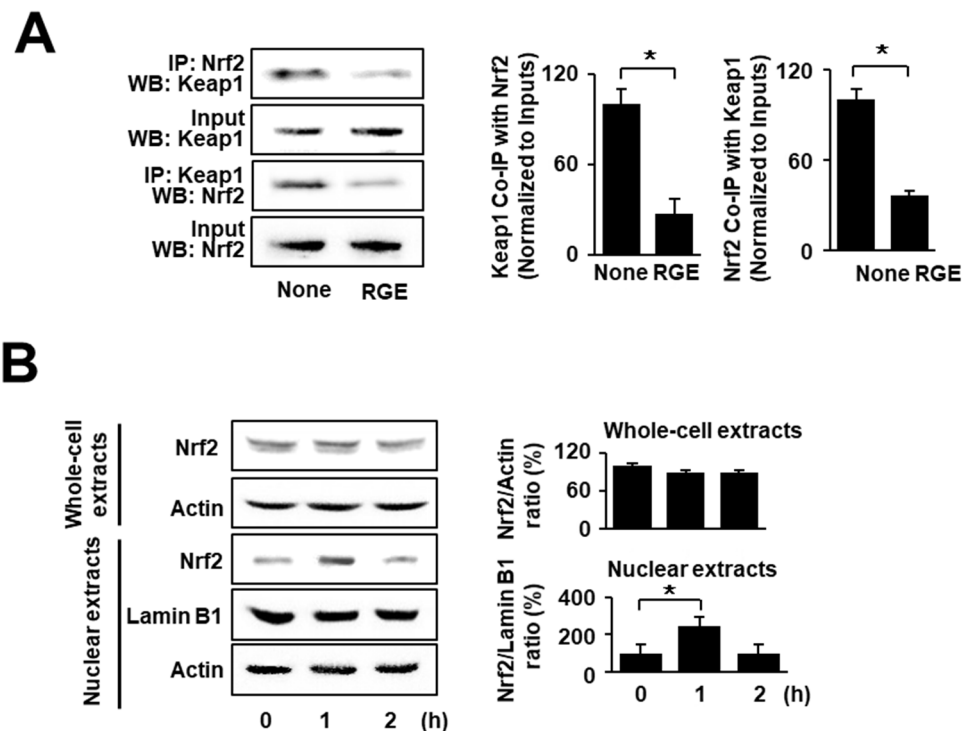 A
IP: Nrf2
WB: Keap1
Input
WB: Keap1
IP: Keap1
WB: Nrf2
Input
WB: Nrf2
None RGE
Keap1 Co-IP with Nrf2
(Normalized to Inputs)
120
60
0
*
None RGE
Nrf2 Co-IP with Keap1
(Normalized to Inputs)
120
60
0
*
None RGE
B
Whole-cell
extracts
Nrf2
Actin
Nuclear extracts
Nrf2
Lamin B1
Actin
0 1 2 (h)
Whole-cell extracts
Nrf2/Actin
ratio (%)
120
60
0
Nuclear extracts
Nrf2/Lamin B1
ratio (%)
400
200
0
*
0 1 2 (h)